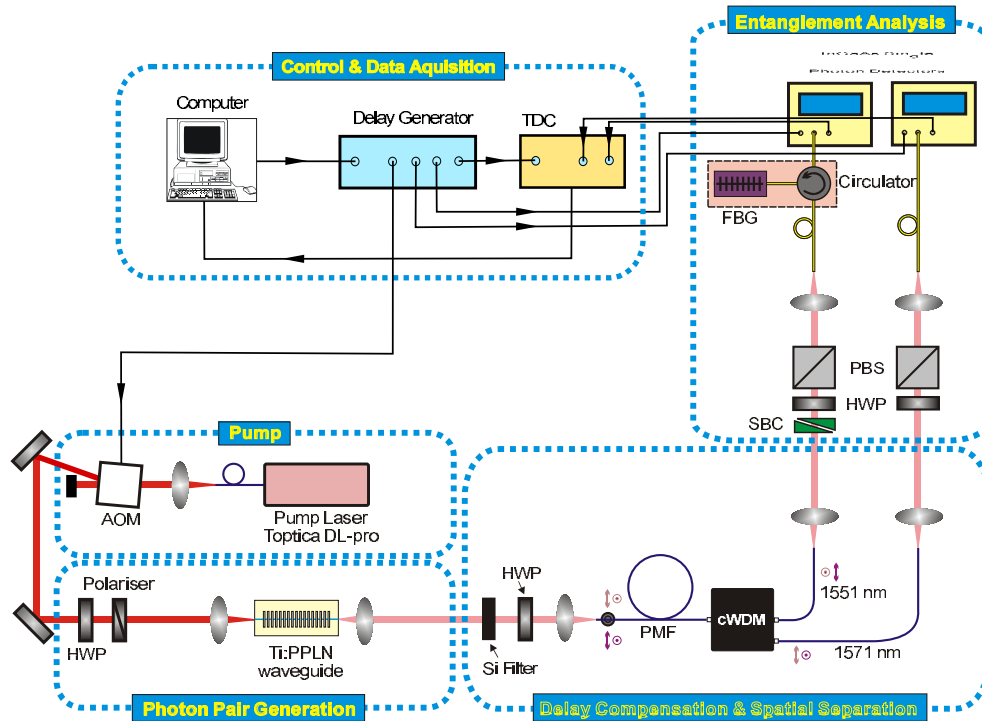 Entanglement Analysis
Control & Data Aquisition
Computer
Delay Generator
TDC
Circulator
FBG
PBS
HWP
SBC
Pump
AOM
Pump Laser
Toptica DL-pro
Polariser
HWP
Ti:PPLN
waveguide
HWP
Si Filter
PMF
cWDM
1551 nm
1571 nm
Photon Pair Generation
Delay Compensation & Spatial Separation